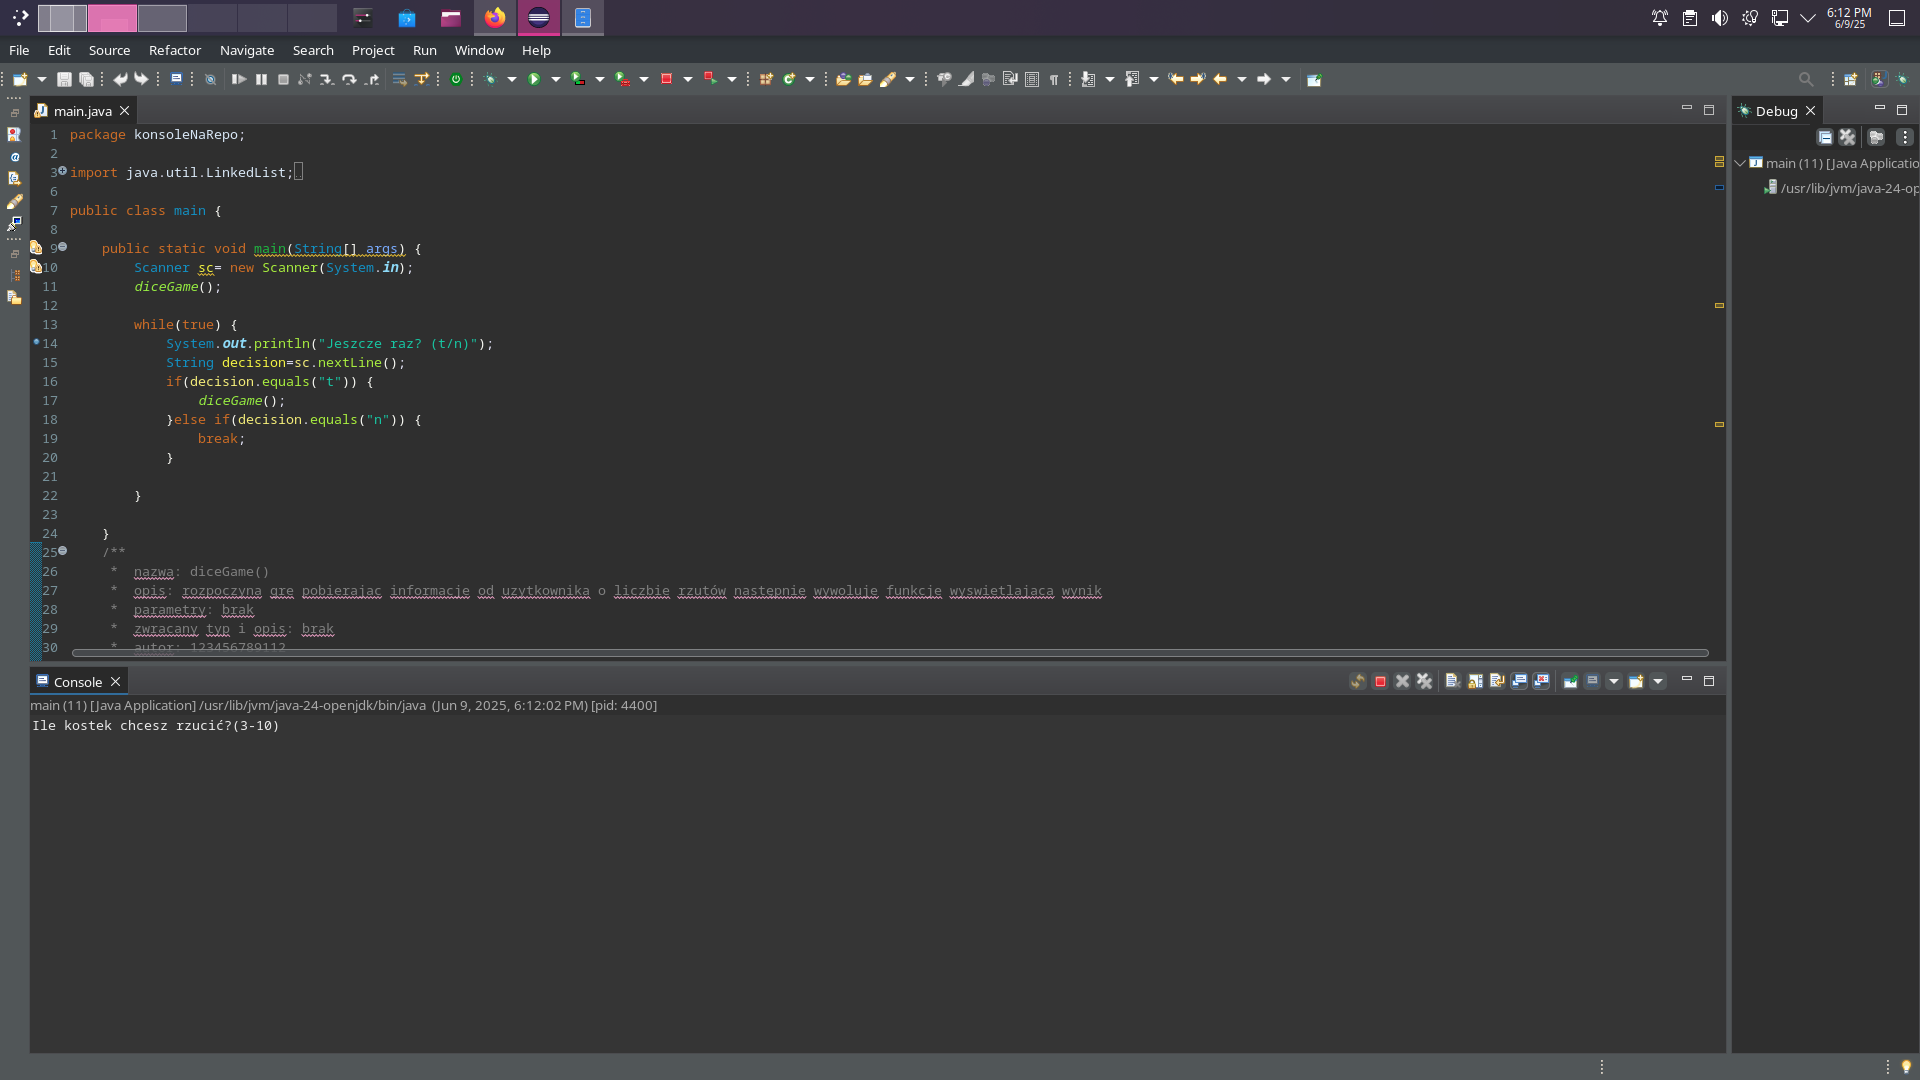 6:12 PM
6/9/25
File Edit Source Refactor Navigate Search Project Run Window Help
main.java
1 package konsoleNaRepo;
2
3 import java.util.LinkedList;
6
7 public class main {
8
9 public static void main(String[] args) {
10 Scanner sc= new Scanner(System.in);
11 diceGame();
12
13 while(true) {
14 System.out.println("Jeszcze raz? (t/n)");
15 String decision=sc.nextLine();
16 if(decision.equals("t")) {
17 diceGame();
18 }else if(decision.equals("n")) {
19 break;
20 }
21
22 }
23
24 }
25 /**
26 * nazwa: diceGame()
27 * opis: rozpoczyna gre pobierajac informacje od uzytkownika o liczbie rzutów nastepnie wywoluje funkcje wyswietlajaca wynik
28 * parametry: brak
29 * zwracany typ i opis: brak
30 * autor: 123456789112
Debug
main (11) [Java Applicatio
/usr/lib/jvm/java-24-op
Console
main (11) [Java Application] /usr/lib/jvm/java-24-openjdk/bin/java (Jun 9, 2025, 6:12:02 PM) [pid: 4400]
Ile kostek chcesz rzucić?(3-10)